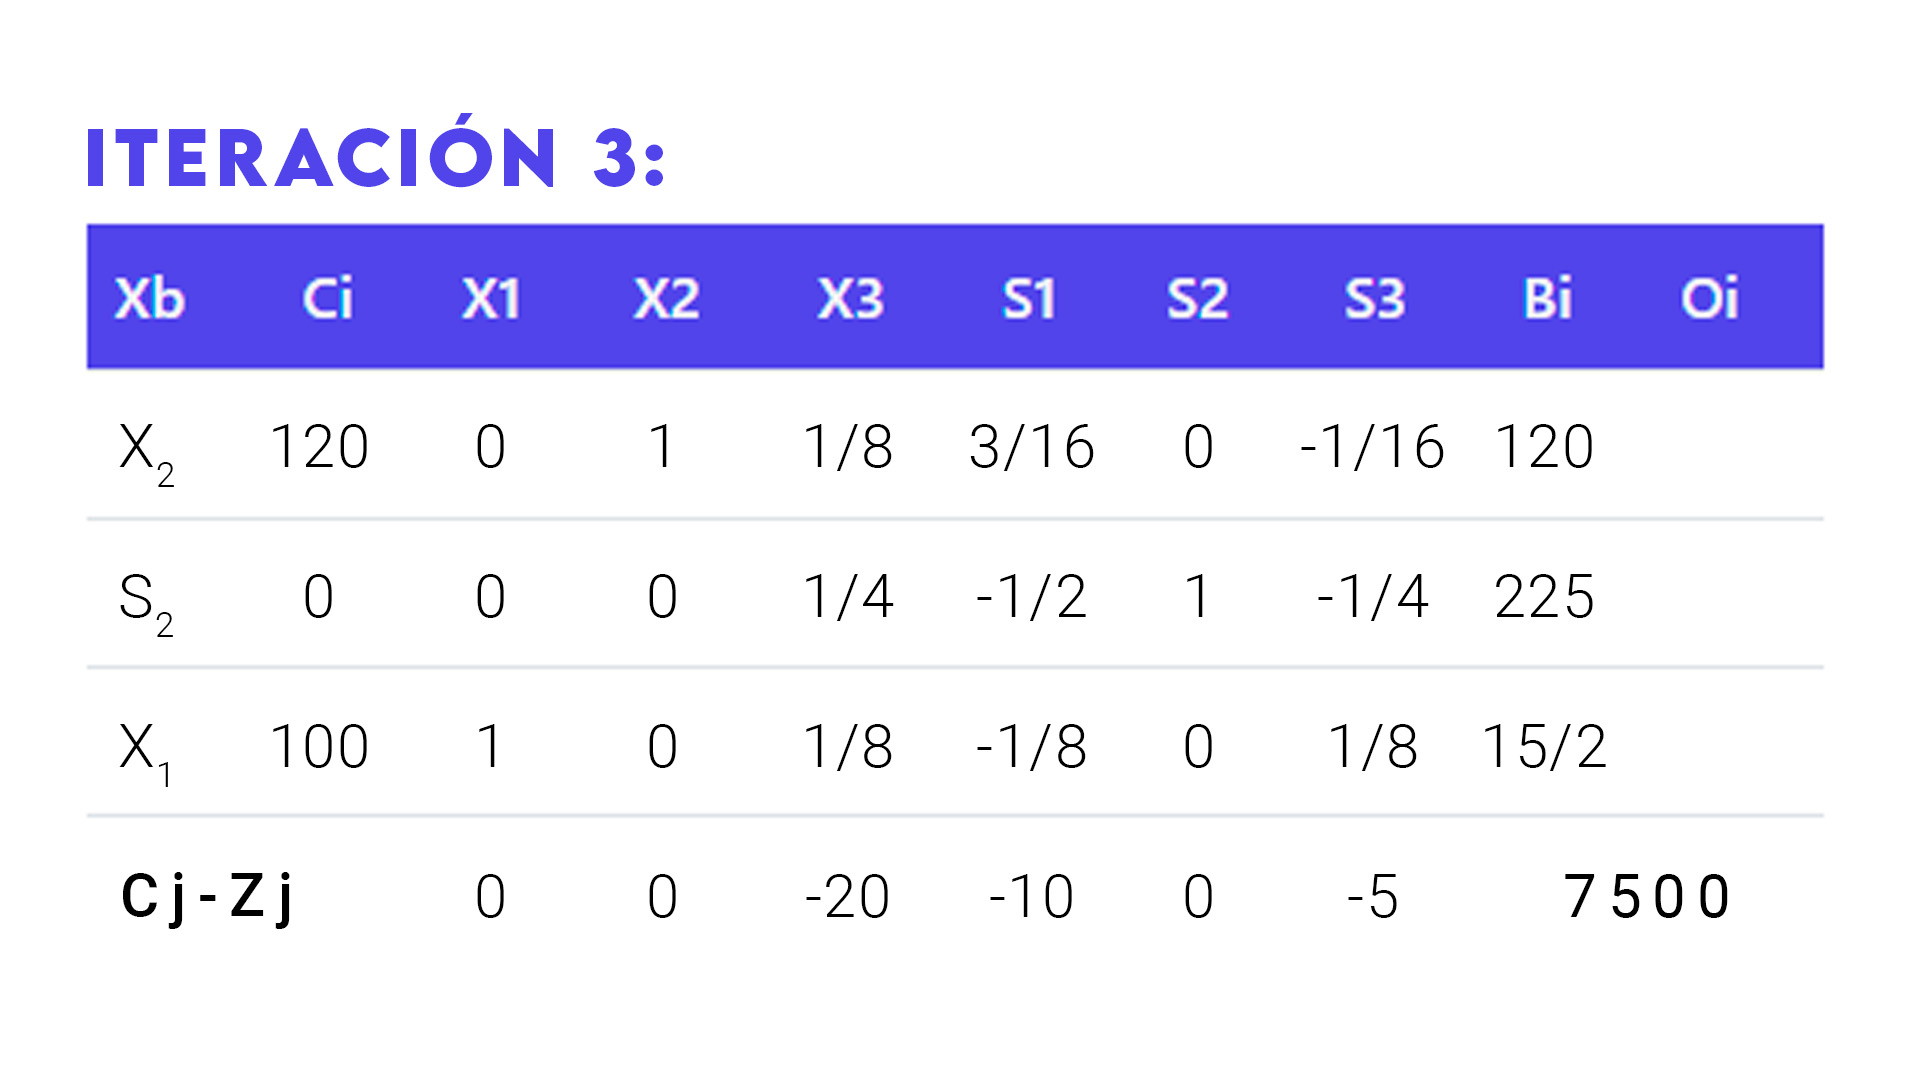 ITERACIÓN 3:
Xb Ci X1 X2 X3 S1 S2 S3 Bi Oi
X₂ 120 0 1 1/8 3/16 0 -1/16 120
S₂ 0 0 0 1/4 -1/2 1 -1/4 225
X₁ 100 1 0 1/8 -1/8 0 1/8 15/2
Cj-Zj 0 0 -20 -10 0 -5 7500